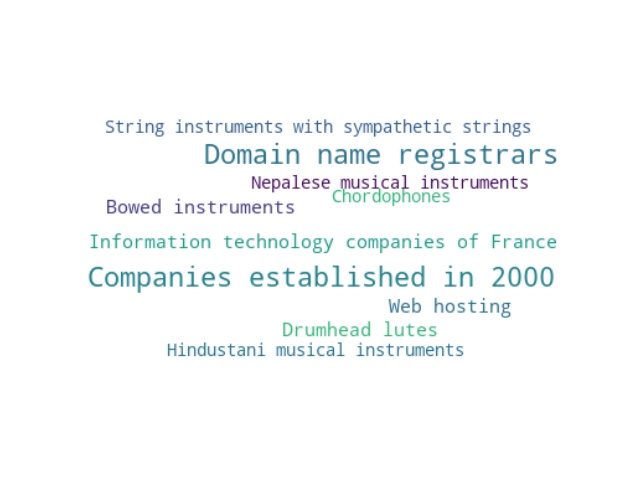 String instruments with sympathetic strings
Domain name registrars
Nepalese musical instruments
Chordophones
Bowed instruments
Information technology companies of France
Companies established in 2000
Web hosting
Drumhead lutes
Hindustani musical instruments